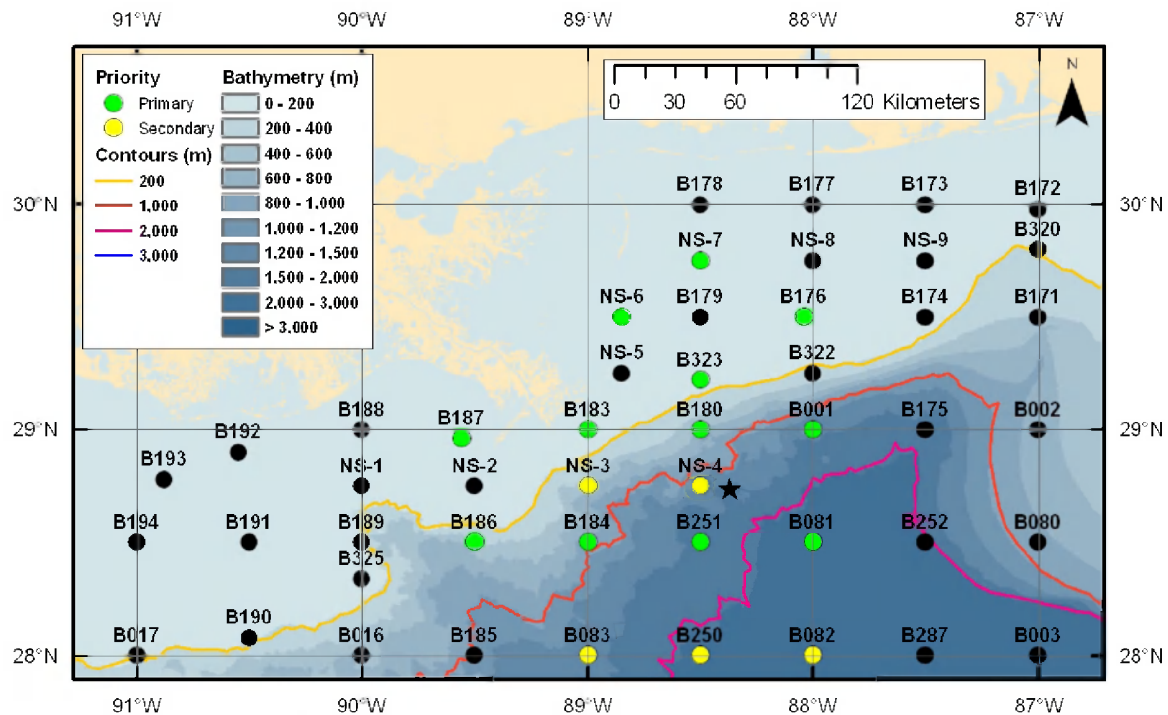 91°W 90°W 89°W 88°W 87°W
Priority
Primary
Secondary
Contours (m)
200
1,000
2,000
3,000
Bathymetry (m)
0 - 200
200 - 400
400 - 600
600 - 800
800 - 1.000
1.000 - 1.200
1.200 - 1.500
1.500 - 2.000
2.000 - 3.000
> 3.000
0 30 60 120 Kilometers
N
B178 B177 B173 B172
30°N 30°N
B320
NS-7 NS-8 NS-9
NS-6 B179 B176 B174 B171
NS-5 B323 B322
B188 B187 B183 B180 B001 B175 B002
29°N 29°N
B192
B193 NS-1 NS-2 NS-3 NS-4
B194 B191 B189 B186 B184 B251 B081 B252 B080
B325
B190
B017 B016 B185 B083 B250 B082 B287 B003
28°N 28°N
91°W 90°W 89°W 88°W 87°W